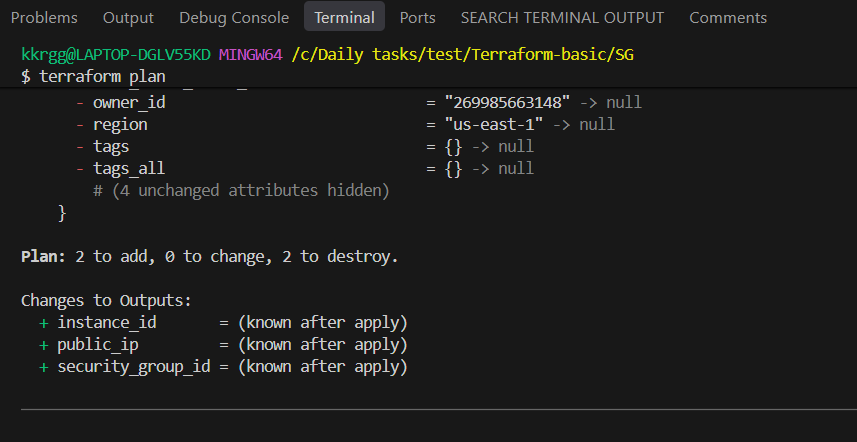 Problems Output Debug Console Terminal Ports SEARCH TERMINAL OUTPUT Comments
kkrgg@LAPTOP-DGLV55KD MINGW64 /c/Daily tasks/test/Terraform-basic/SG
$ terraform plan
- owner_id = "269985663148" -> null
- region = "us-east-1" -> null
- tags = {} -> null
- tags_all = {} -> null
# (4 unchanged attributes hidden)
}
Plan: 2 to add, 0 to change, 2 to destroy.
Changes to Outputs:
+ instance_id = (known after apply)
+ public_ip = (known after apply)
+ security_group_id = (known after apply)